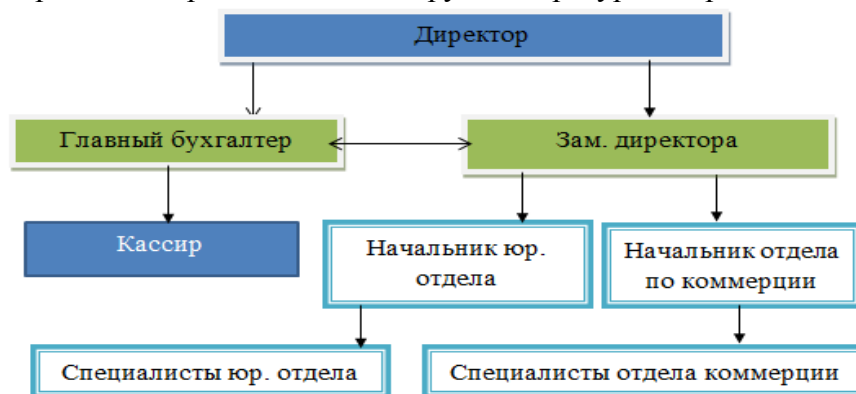 Директор
Главный бухгалтер
Зам. директора
Кассир
Начальник юр.
отдела
Начальник отдела
по коммерции
Специалисты юр. отдела
Специалисты отдела коммерции